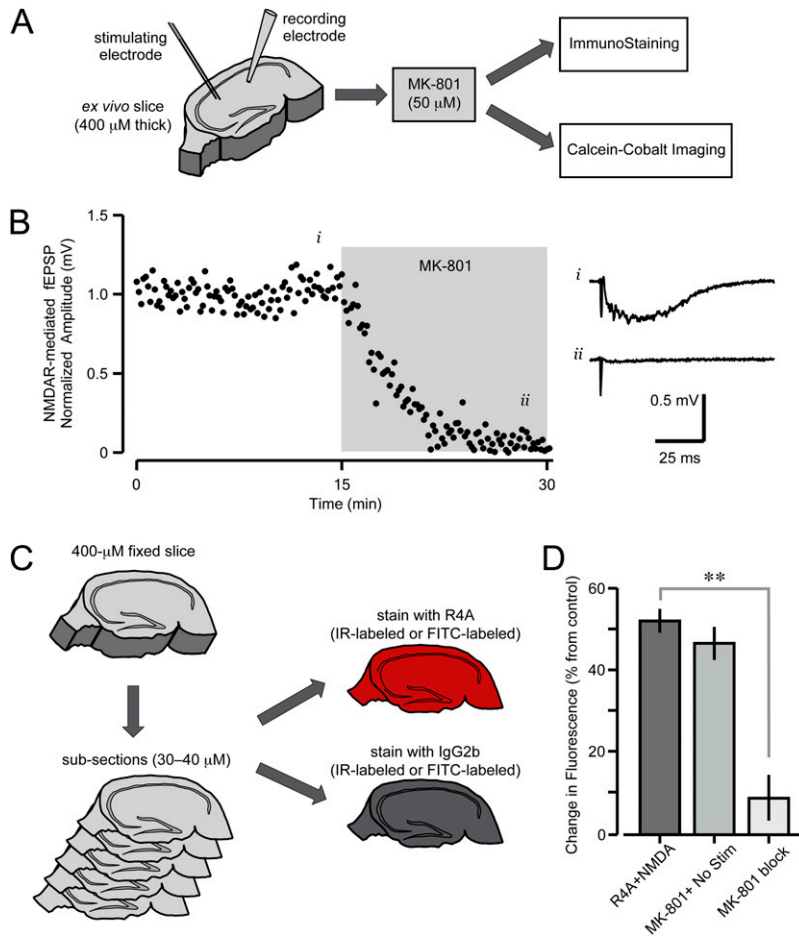 A
stimulating
electrode
recording
electrode
ex vivo slice
(400 μM thick)
MK-801
(50 μM)
ImmunoStaining
Calcein-Cobalt Imaging
B
NMDAR-mediated fEPSP
Normalized Amplitude (mV)
1.5
1.0
0.5
0
i
MK-801
ii
0
15
30
Time (min)
i
ii
0.5 mV
25 ms
C
400-μM fixed slice
sub-sections (30–40 μM)
stain with R4A
(IR-labeled or FITC-labeled)
stain with IgG2b
(IR-labeled or FITC-labeled)
D
Change in Fluorescence (% from control)
60
50
20
10
0
**
R4A+NMDA
MK-801+ No Stim
MK-801 block